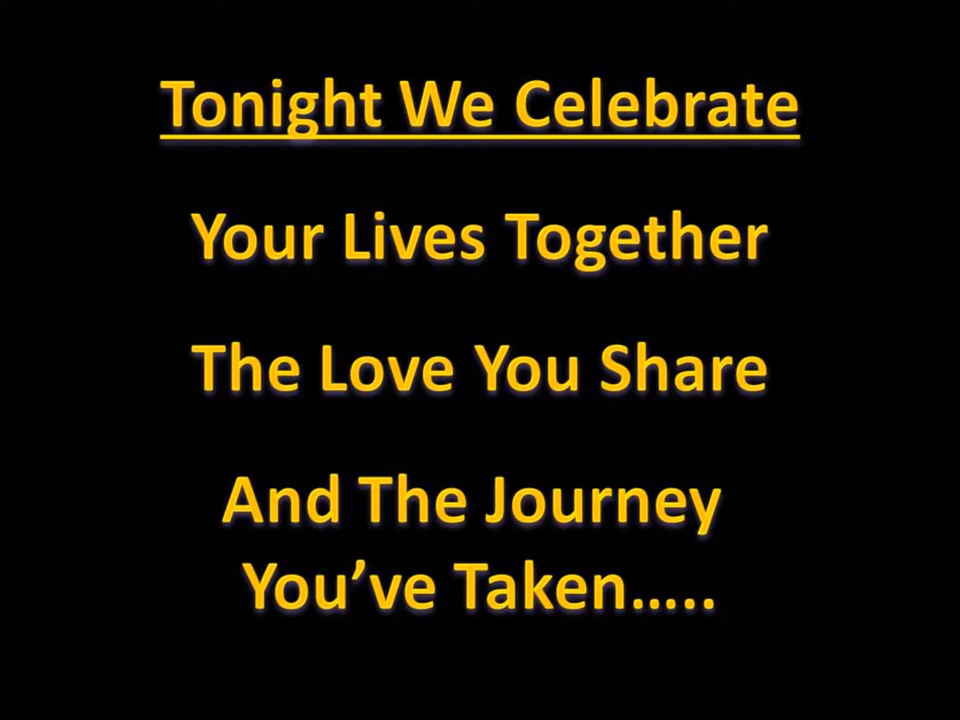 Tonight We Celebrate
Your Lives Together
The Love You Share
And The Journey
You’ve Taken…..